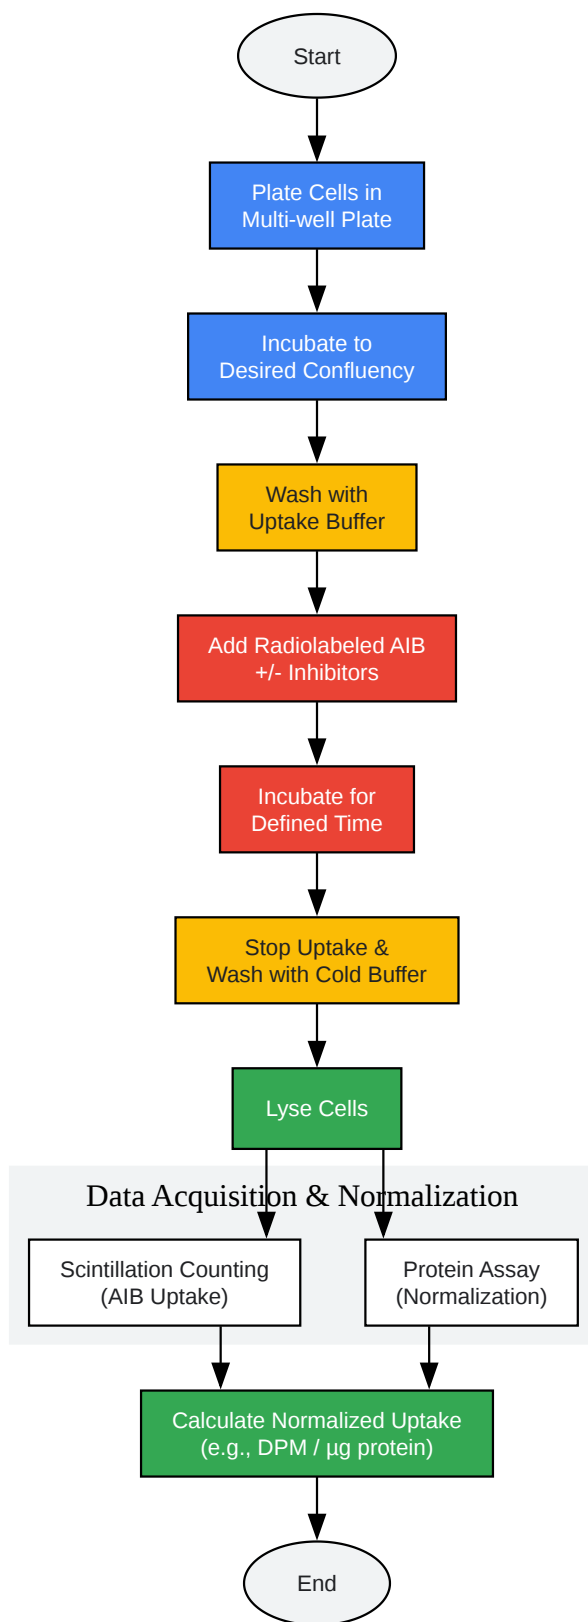 Start
Plate Cells in
Multi-well Plate
Incubate to
Desired Confluency
Wash with
Uptake Buffer
Add Radiolabeled AIB
+/- Inhibitors
Incubate for
Defined Time
Stop Uptake &
Wash with Cold Buffer
Lyse Cells
Data Acquisition & Normalization
Scintillation Counting
(AIB Uptake)
Protein Assay
(Normalization)
Calculate Normalized Uptake
(e.g., DPM / µg protein)
End